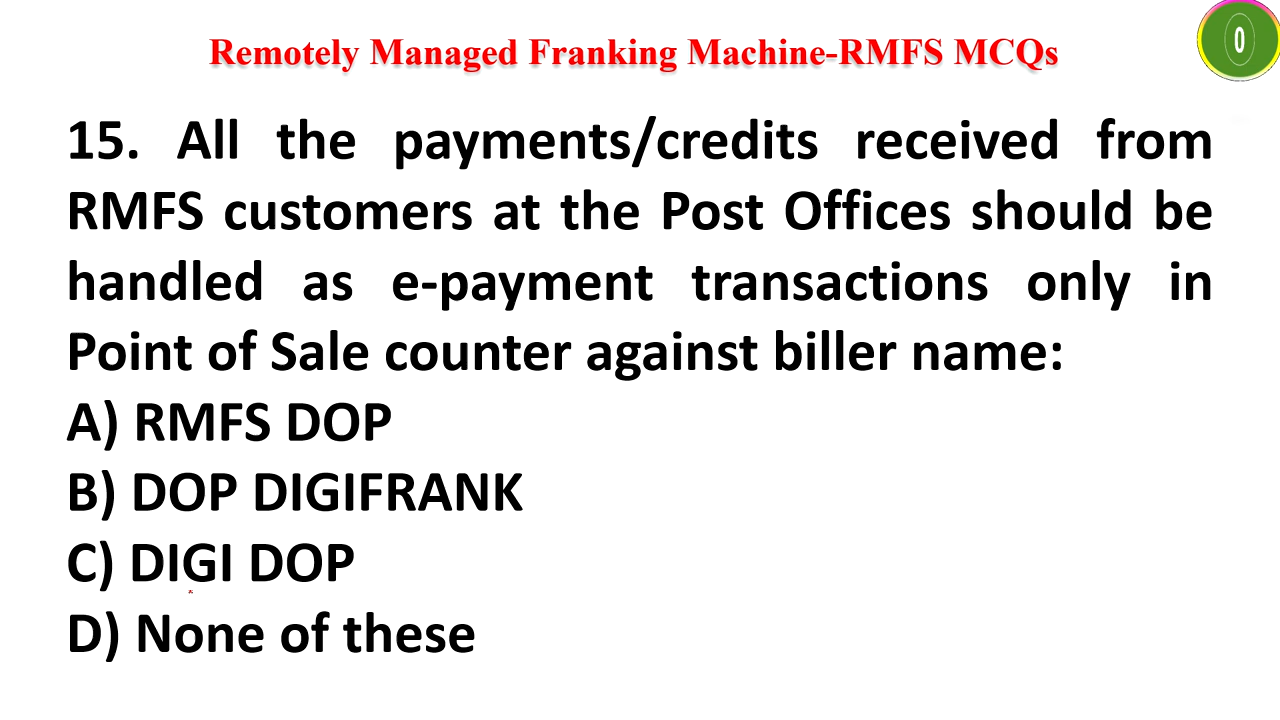 Remotely Managed Franking Machine-RMFS MCQs
0
15. All the payments/credits received from
RMFS customers at the Post Offices should be
handled as e-payment transactions only in
Point of Sale counter against biller name:
A) RMFS DOP
B) DOP DIGIFRANK
C) DIGI DOP
D) None of these